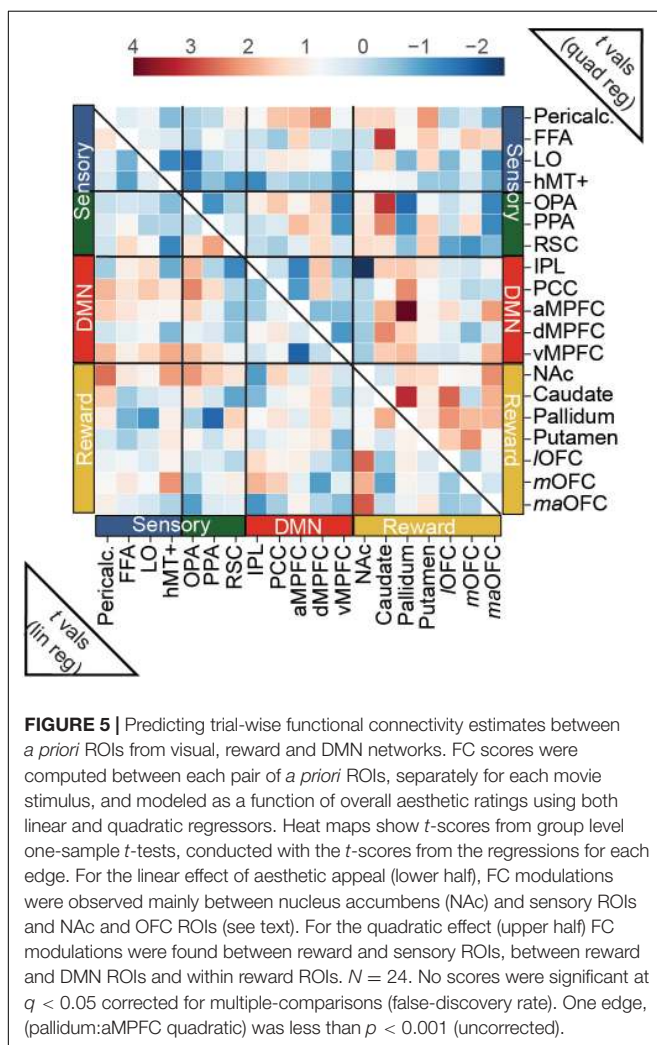 4 3 2 1 0 -1 -2
t vals
(quad reg)
Sensory
DMN
Reward
Pericalc.
FFA
LO
hMT+
OPA
PPA
RSC
IPL
PCC
aMPFC
dMPFC
vMPFC
NAc
Caudate
Pallidum
Putamen
lOFC
mOFC
maOFC
Sensory
DMN
Reward
Sensory DMN Reward
Pericalc.
FFA
LO
hMT+
OPA
PPA
RSC
IPL
PCC
aMPFC
dMPFC
vMPFC
NAc
Caudate
Pallidum
Putamen
lOFC
mOFC
maOFC
t vals
(lin reg)
FIGURE 5 | Predicting trial-wise functional connectivity estimates between
a priori ROIs from visual, reward and DMN networks. FC scores were
computed between each pair of a priori ROIs, separately for each movie
stimulus, and modeled as a function of overall aesthetic ratings using both
linear and quadratic regressors. Heat maps show t-scores from group level
one-sample t-tests, conducted with the t-scores from the regressions for each
edge. For the linear effect of aesthetic appeal (lower half), FC modulations
were observed mainly between nucleus accumbens (NAc) and sensory ROIs
and NAc and OFC ROIs (see text). For the quadratic effect (upper half) FC
modulations were found between reward and sensory ROIs, between reward
and DMN ROIs and within reward ROIs. N = 24. No scores were significant at
q < 0.05 corrected for multiple-comparisons (false-discovery rate). One edge,
(pallidum:aMPFC quadratic) was less than p < 0.001 (uncorrected).